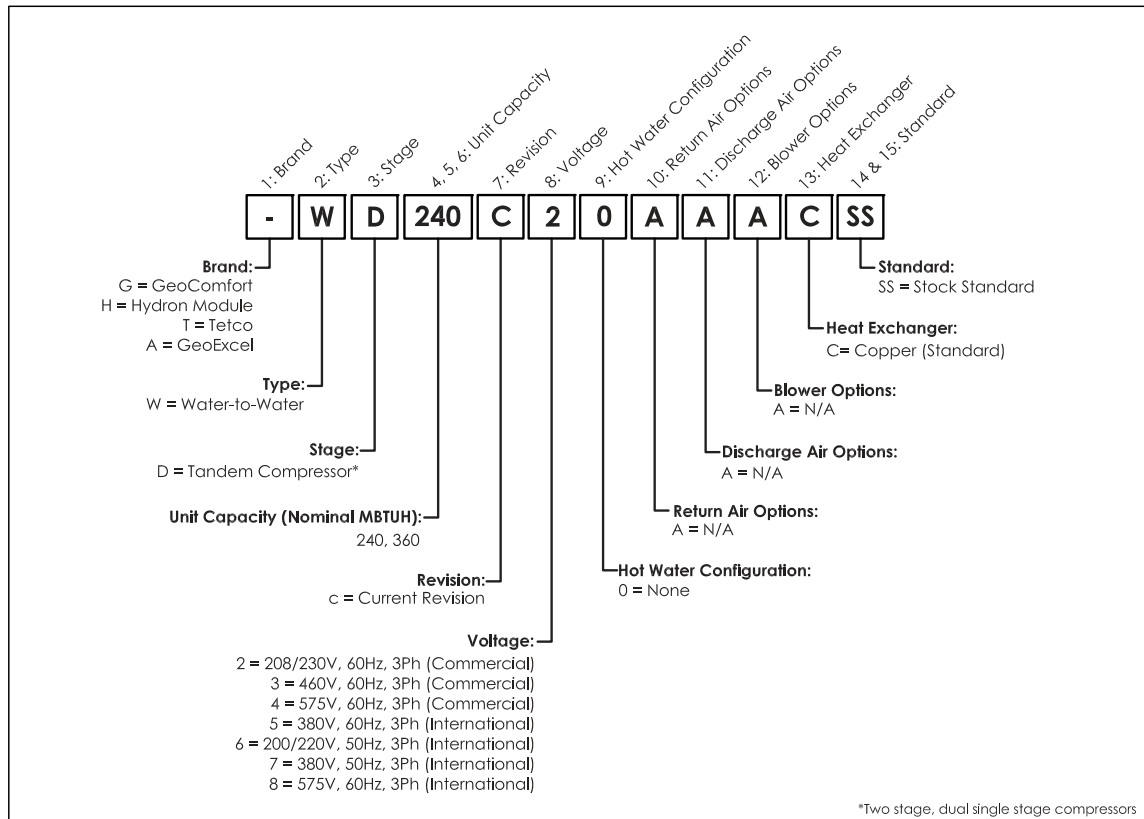 1: Brand
2: Type
3: Stage
4, 5, 6: Unit Capacity
7: Revision
8: Voltage
9: Hot Water Configuration
10: Return Air Options
11: Discharge Air Options
12: Blower Options
13: Heat Exchanger
14 & 15: Standard
- W D 240 C 2 0 A A A C SS
Brand:
G = GeoComfort
H = Hydron Module
T = Tetco
A = GeoExcel
Type:
W = Water-to-Water
Stage:
D = Tandem Compressor*
Unit Capacity (Nominal MBTUH):
240, 360
Revision:
c = Current Revision
Voltage:
2 = 208/230V, 60Hz, 3Ph (Commercial)
3 = 460V, 60Hz, 3Ph (Commercial)
4 = 575V, 60Hz, 3Ph (Commercial)
5 = 380V, 60Hz, 3Ph (International)
6 = 200/220V, 50Hz, 3Ph (International)
7 = 380V, 50Hz, 3Ph (International)
8 = 575V, 60Hz, 3Ph (International)
Standard:
SS = Stock Standard
Heat Exchanger:
C= Copper (Standard)
Blower Options:
A = N/A
Discharge Air Options:
A = N/A
Return Air Options:
A = N/A
Hot Water Configuration:
0 = None
*Two stage, dual single stage compressors